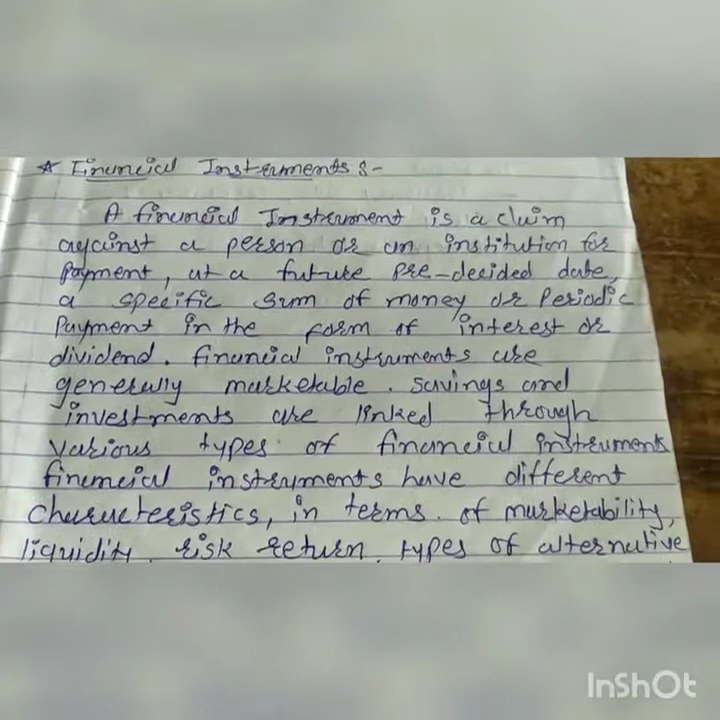 * Financial Instruments :-
A financial Instrument is a claim
against a person or an institution for
Payment, at a future pre-decided date,
a specific sum of money or Periodic
Payment in the form of interest or
dividend. financial instruments are
generally marketable. savings and
investments are linked through
various types of financial instruments
financial instruments have different
characteristics, in terms of marketability,
liquidity risk return types of alternative
InShOt